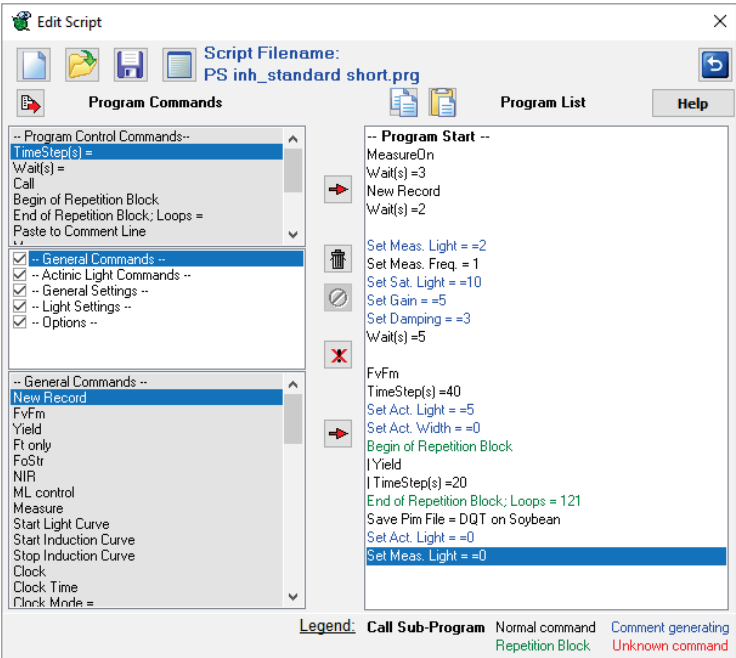 Edit Script
Script Filename:
PS inh_standard short.prg
Program Commands
Program List
Help
-- Program Control Commands--
TimeStep(s) =
Wait(s) =
Call
Begin of Repetition Block
End of Repetition Block; Loops =
Paste to Comment Line
-- General Commands --
-- Actinic Light Commands --
-- General Settings --
-- Light Settings --
-- Options --
-- General Commands --
New Record
FvFm
Yield
Ft only
FoStr
NIR
ML control
Measure
Start Light Curve
Start Induction Curve
Stop Induction Curve
Clock
Clock Time
Clock Mode =
-- Program Start --
MeasureOn
Wait(s) =3
New Record
Wait(s) =2
Set Meas. Light = =2
Set Meas. Freq. = 1
Set Sat. Light = =10
Set Gain = =5
Set Damping = =3
Wait(s) =5
FvFm
TimeStep(s) =40
Set Act. Light = =5
Set Act. Width = =0
Begin of Repetition Block
| Yield
| TimeStep(s) =20
End of Repetition Block; Loops = 121
Save Pim File = DQT on Soybean
Set Act. Light = =0
Set Meas. Light = =0
Legend: Call Sub-Program Normal command Comment generating
Repetition Block Unknown command